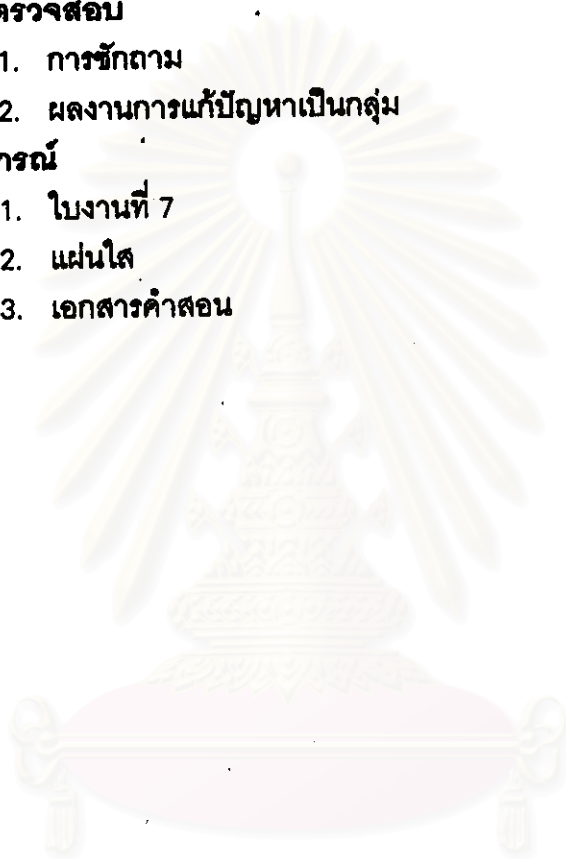 ตรวจสอบ
1. การซักถาม
2. ผลงานการแก้ปัญหาเป็นกลุ่ม
กรณ์
1. ใบงานที่ 7
2. แผ่นใส
3. เอกสารคำสอน